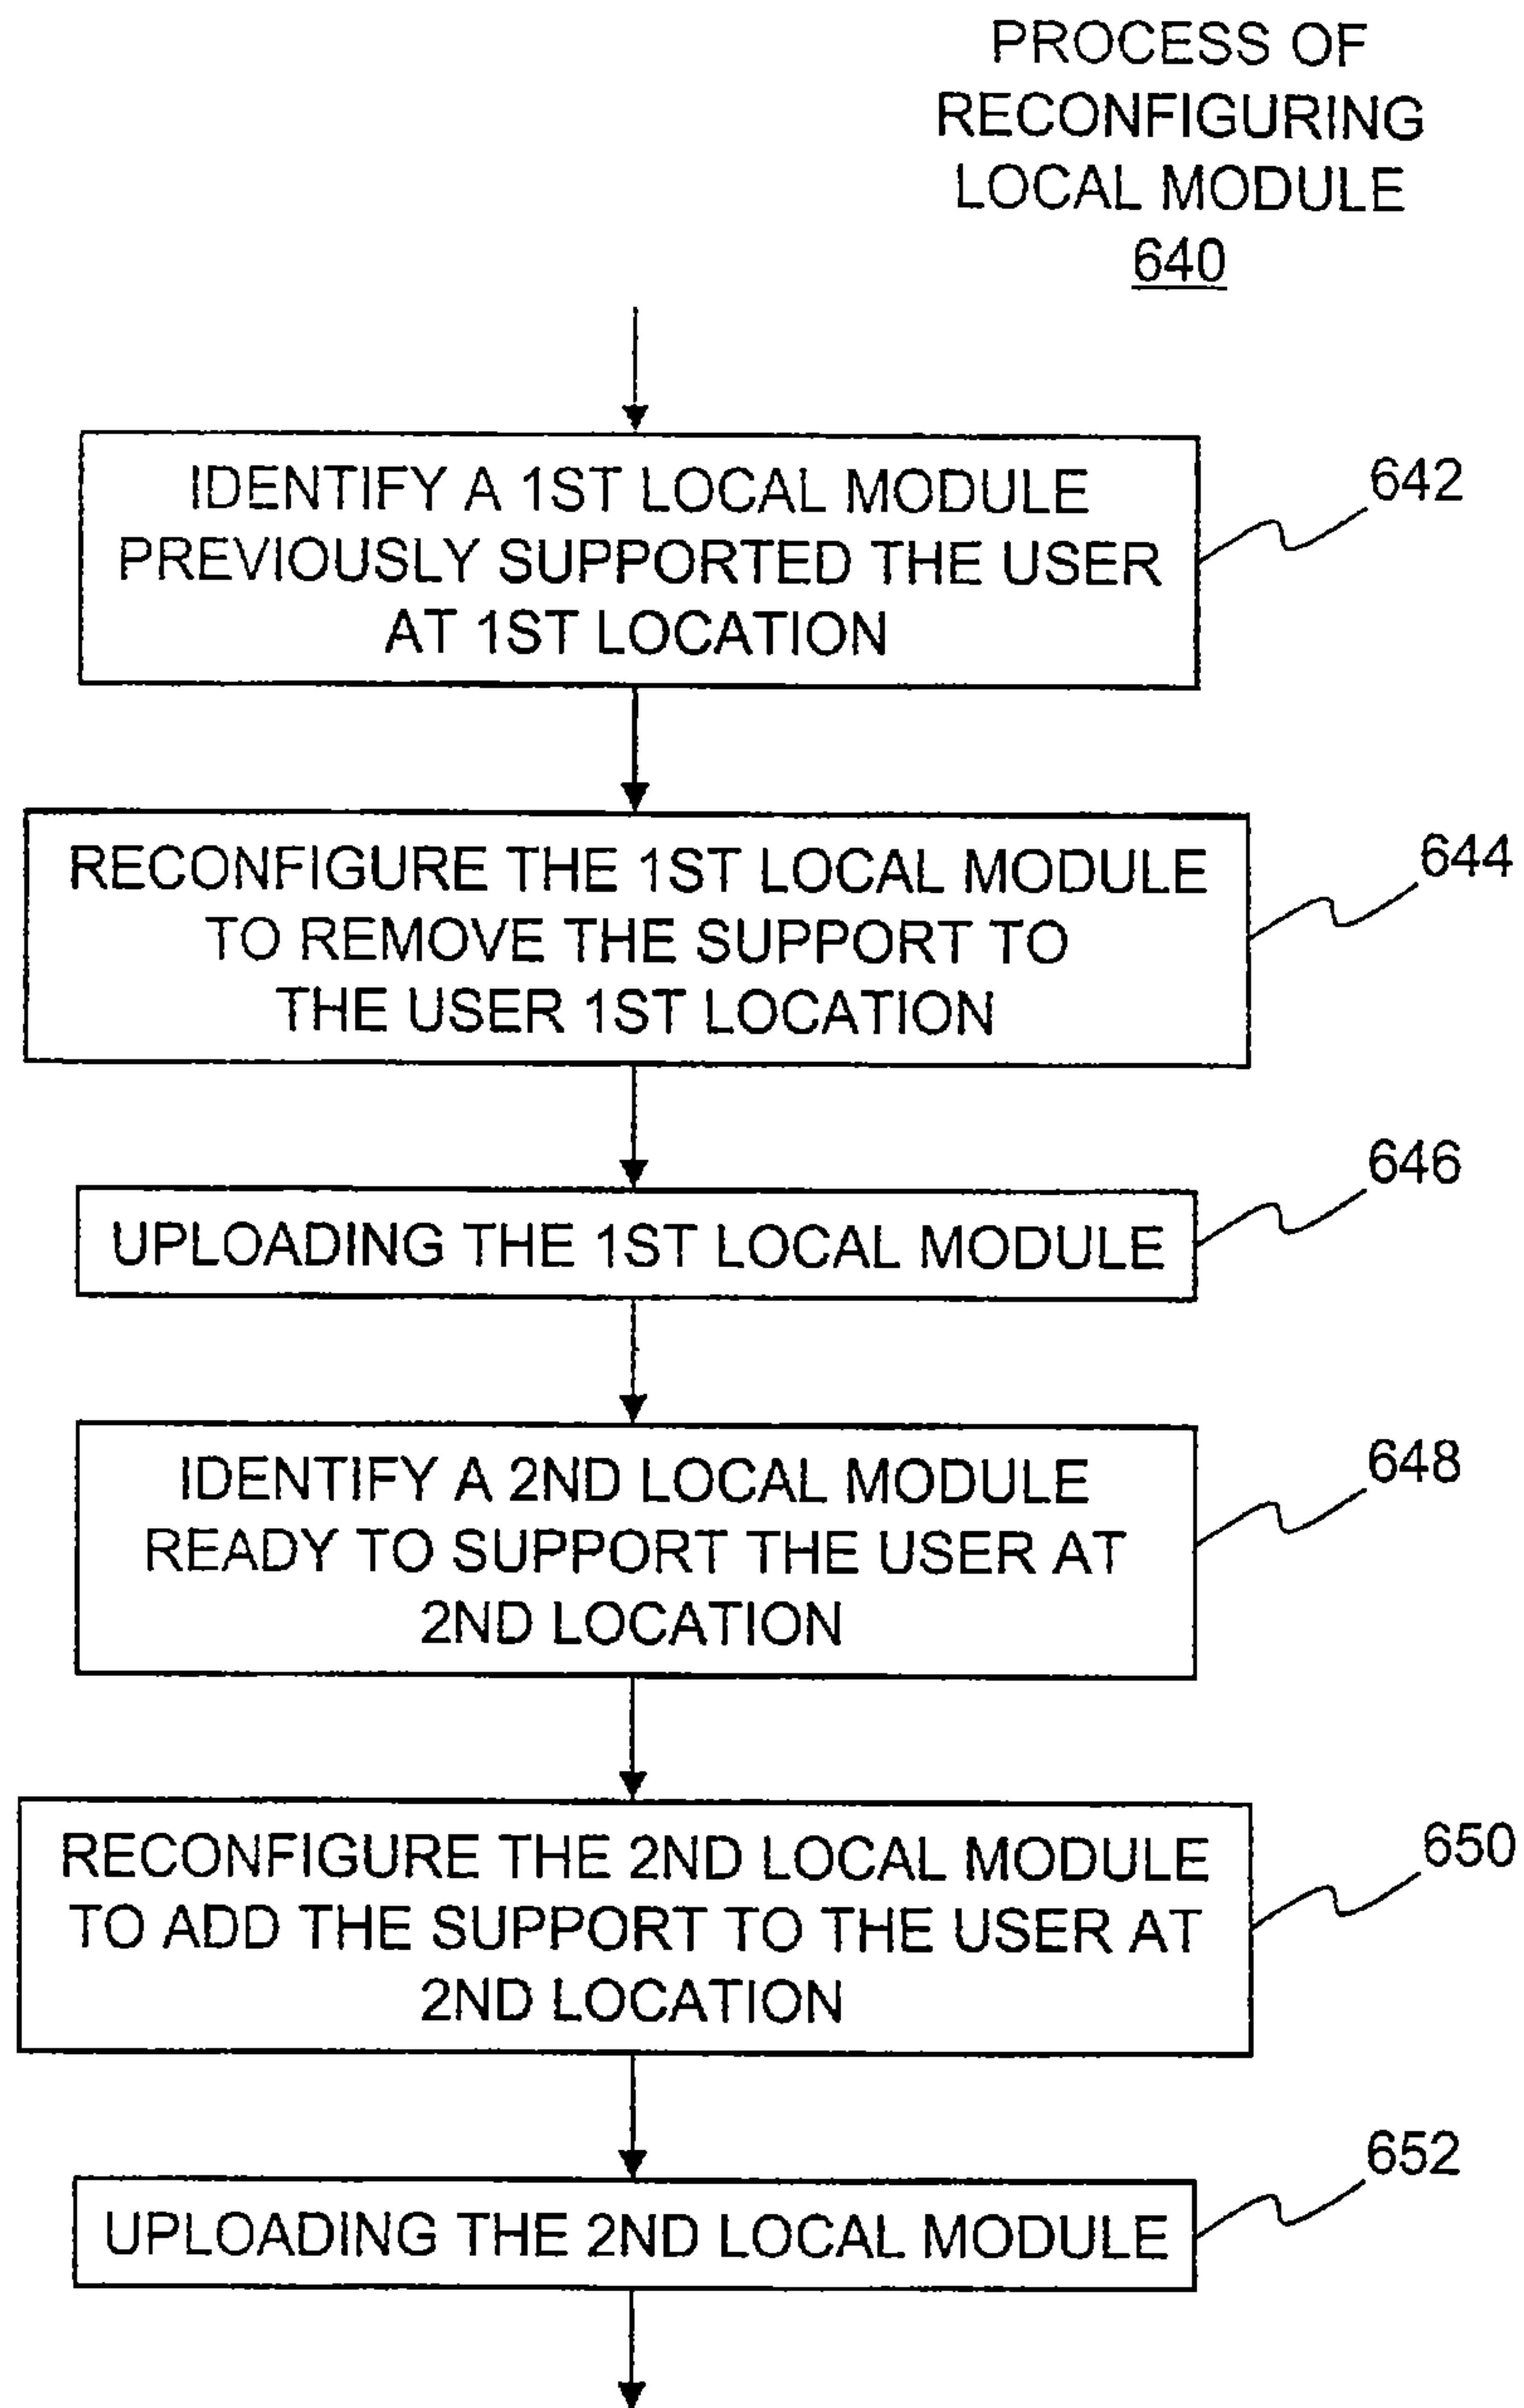 PROCESS OF
RECONFIGURING
LOCAL MODULE
640
IDENTIFY A 1ST LOCAL MODULE
PREVIOUSLY SUPPORTED THE USER
AT 1ST LOCATION
642
RECONFIGURE THE 1ST LOCAL MODULE
TO REMOVE THE SUPPORT TO
THE USER 1ST LOCATION
644
UPLOADING THE 1ST LOCAL MODULE
646
IDENTIFY A 2ND LOCAL MODULE
READY TO SUPPORT THE USER AT
2ND LOCATION
648
RECONFIGURE THE 2ND LOCAL MODULE
TO ADD THE SUPPORT TO THE USER AT
2ND LOCATION
650
UPLOADING THE 2ND LOCAL MODULE
652